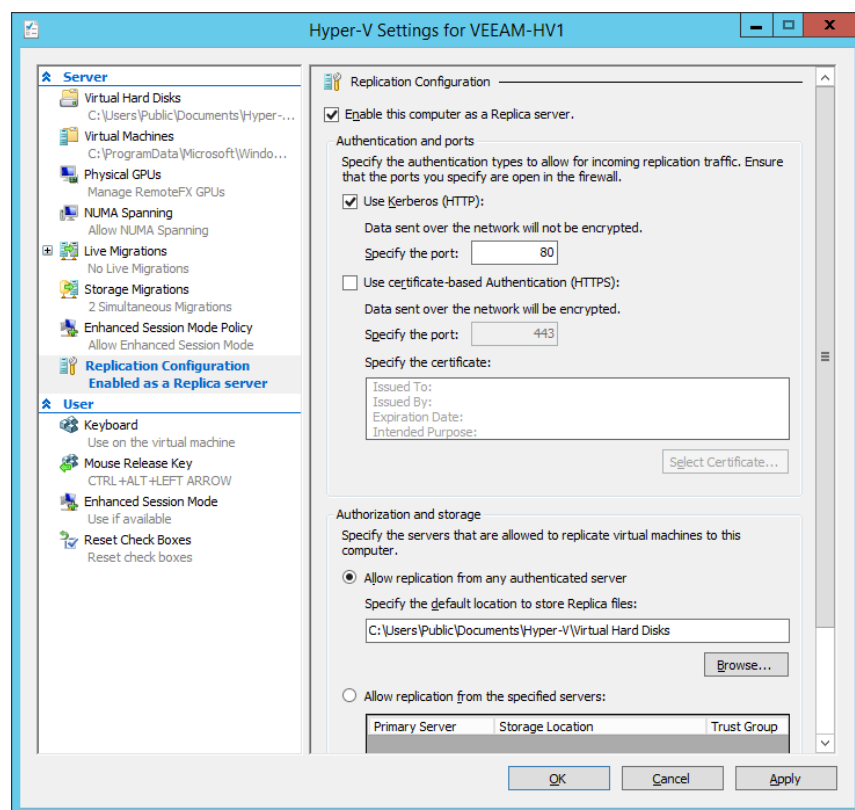 Hyper-V Settings for VEEAM-HV1
Server
Virtual Hard Disks
C:\Users\Public\Documents\Hyper-...
Virtual Machines
C:\ProgramData\Microsoft\Windo...
Physical GPUs
Manage RemoteFX GPUs
NUMA Spanning
Allow NUMA Spanning
Live Migrations
No Live Migrations
Storage Migrations
2 Simultaneous Migrations
Enhanced Session Mode Policy
Allow Enhanced Session Mode
Replication Configuration
Enabled as a Replica server
User
Keyboard
Use on the virtual machine
Mouse Release Key
CTRL+ALT+LEFT ARROW
Enhanced Session Mode
Use if available
Reset Check Boxes
Reset check boxes
Replication Configuration
Enable this computer as a Replica server.
Authentication and ports
Specify the authentication types to allow for incoming replication traffic. Ensure
that the ports you specify are open in the firewall.
Use Kerberos (HTTP):
Data sent over the network will not be encrypted.
Specify the port: 80
Use certificate-based Authentication (HTTPS):
Data sent over the network will be encrypted.
Specify the port: 443
Specify the certificate:
Issued To:
Issued By:
Expiration Date:
Intended Purpose:
Select Certificate...
Authorization and storage
Specify the servers that are allowed to replicate virtual machines to this
computer.
Allow replication from any authenticated server
Specify the default location to store Replica files:
C:\Users\Public\Documents\Hyper-V\Virtual Hard Disks
Browse...
Allow replication from the specified servers:
Primary Server Storage Location Trust Group
OK Cancel Apply